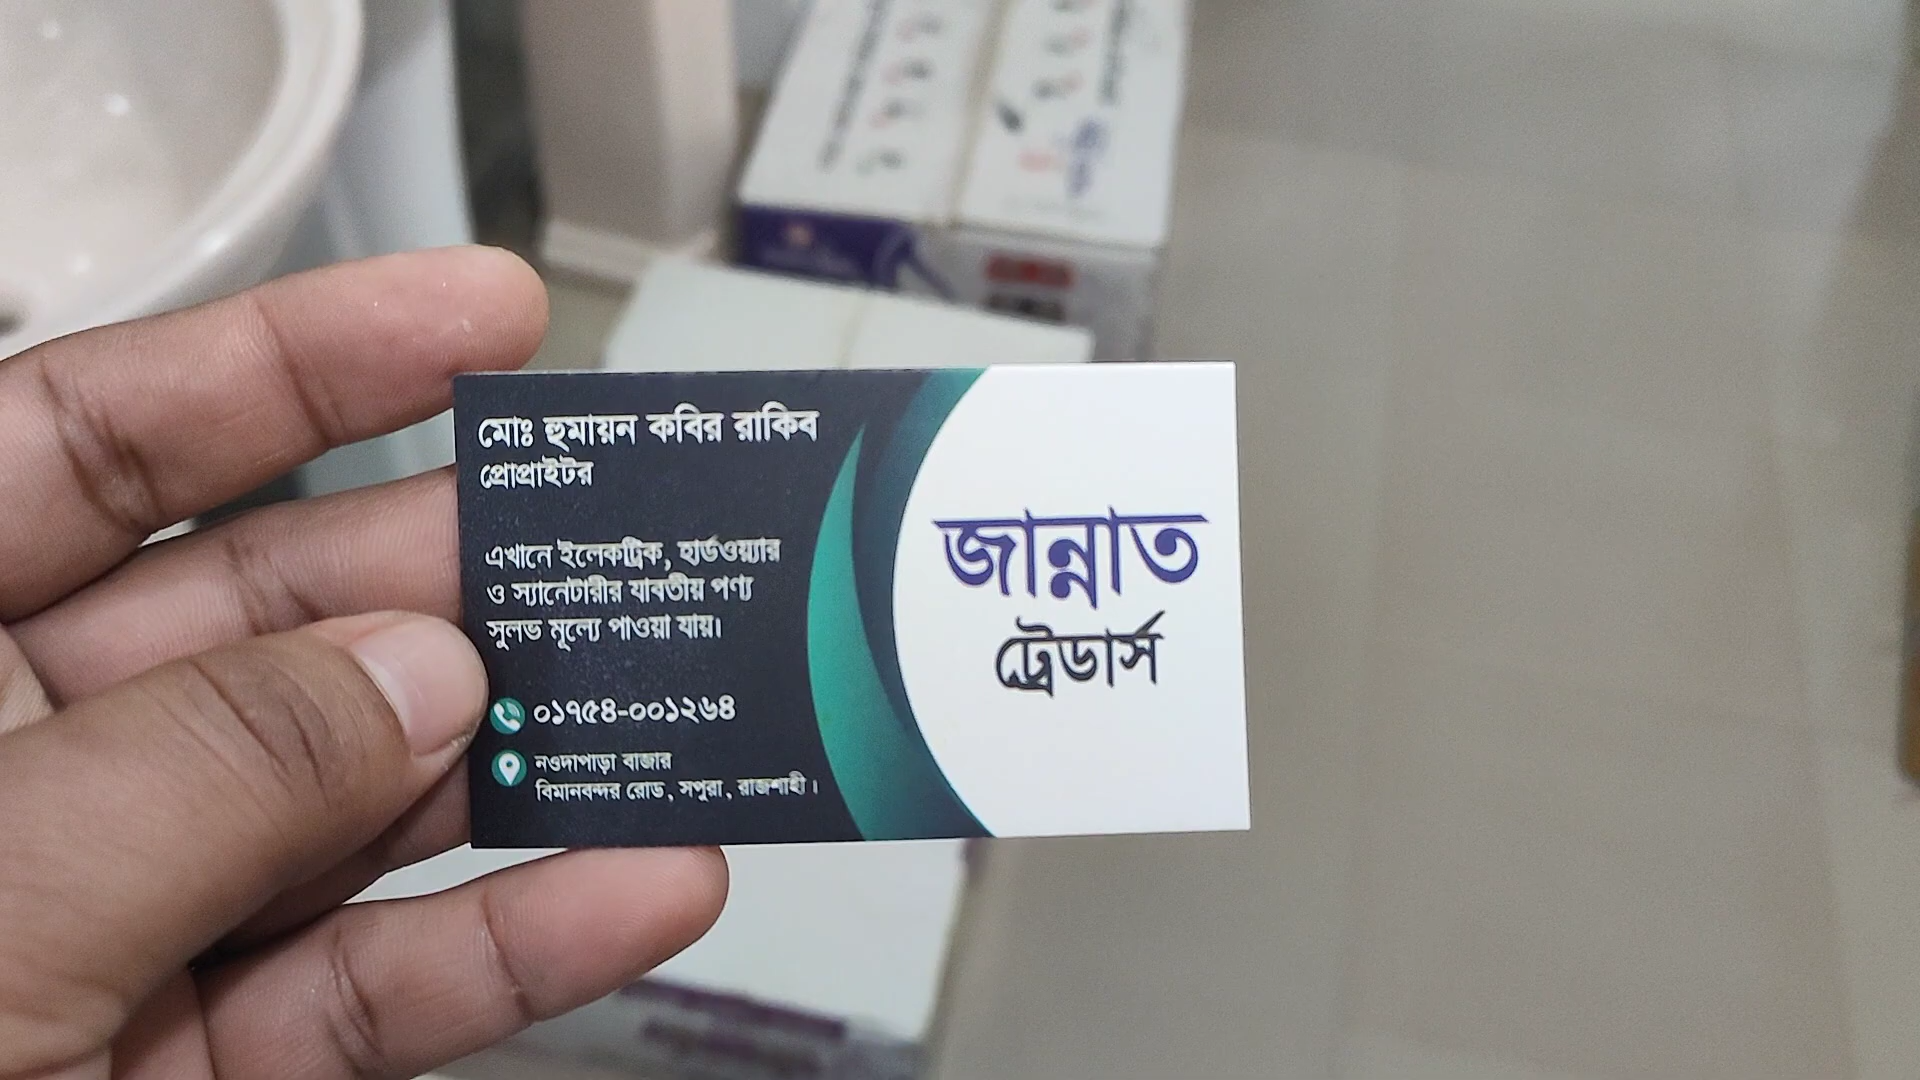 মোঃ হুমায়ন কবির রাকিব
প্রোপ্রাইটর
এখানে ইলেকট্রিক, হার্ডওয়্যার
ও স্যানেটারীর যাবতীয় পণ্য
সুলভ মূল্যে পাওয়া যায়।
০১৭৫৪-০০১২৬৪
নওদাপাড়া বাজার
বিমানবন্দর রোড, সপুরা, রাজশাহী।
জান্নাত
ট্রেডার্স